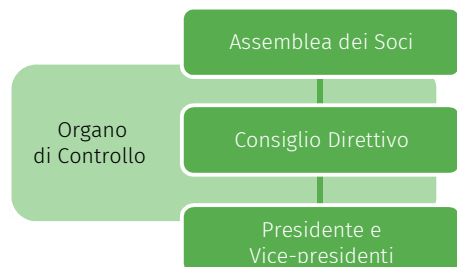 Assemblea dei Soci
Organo
di Controllo
Consiglio Direttivo
Presidente e
Vice-presidenti